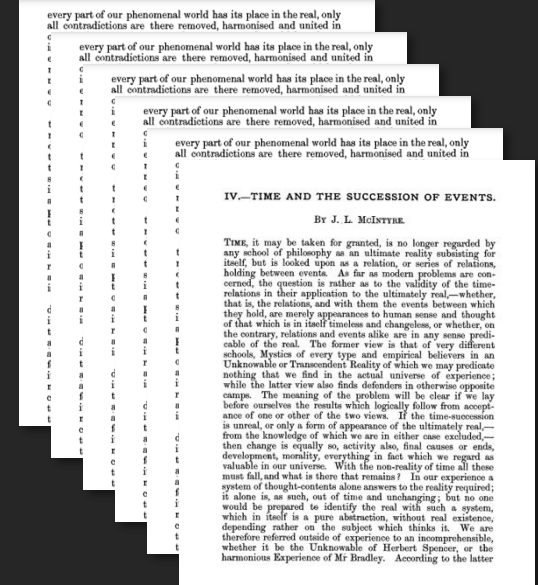 every part of our phenomenal world has its place in the real, only
all contradictions are there removed, harmonised and united in
every part of our phenomenal world has its place in the real, only
all contradictions are there removed, harmonised and united in
every part of our phenomenal world has its place in the real, only
all contradictions are there removed, harmonised and united in
every part of our phenomenal world has its place in the real, only
all contradictions are there removed, harmonised and united in
every part of our phenomenal world has its place in the real, only
all contradictions are there removed, harmonised and united in
IV.—TIME AND THE SUCCESSION OF EVENTS.
BY J. L. MCINTYRE.
TIME, it may be taken for granted, is no longer regarded by
any school of philosophy as an ultimate reality subsisting for
itself, but is looked upon as a relation, or series of relations,
holding between events. As far as modern problems are con-
cerned, the question is rather as to the validity of the time-
relations in their application to the ultimately real,—whether,
that is, the relations, and with them the events between which
they hold, are merely appearances to human sense and thought
of that which is in itself timeless and changeless, or whether, on
the contrary, relations and events alike are in any sense predi-
cable of the real. The former view is that of very different
schools, Mystics of every type and empirical believers in an
Unknowable or Transcendent Reality of which we may predicate
nothing that we find in the actual universe of experience;
while the latter view also finds defenders in otherwise opposite
camps. The meaning of the problem will be clear if we lay
before ourselves the results which logically follow from accept-
ance of one or other of the two views. If the time-succession
is unreal, or only a form of appearance of the ultimately real,—
from the knowledge of which we are in either case excluded,—
then change is equally so, activity also, final causes or ends,
development, morality, everything in fact which we regard as
valuable in our universe. With the non-reality of time all these
must fall, and what is there that remains? In our experience a
system of thought-contents alone answers to the reality required;
it alone is, as such, out of time and unchanging; but no one
would be prepared to identify the real with such a system,
which in itself is a pure abstraction, without real existence,
depending rather on the subject which thinks it. We are
therefore referred outside of experience to an incomprehensible,
whether it be the Unknowable of Herbert Spencer, or the
harmonious Experience of Mr Bradley. According to the latter